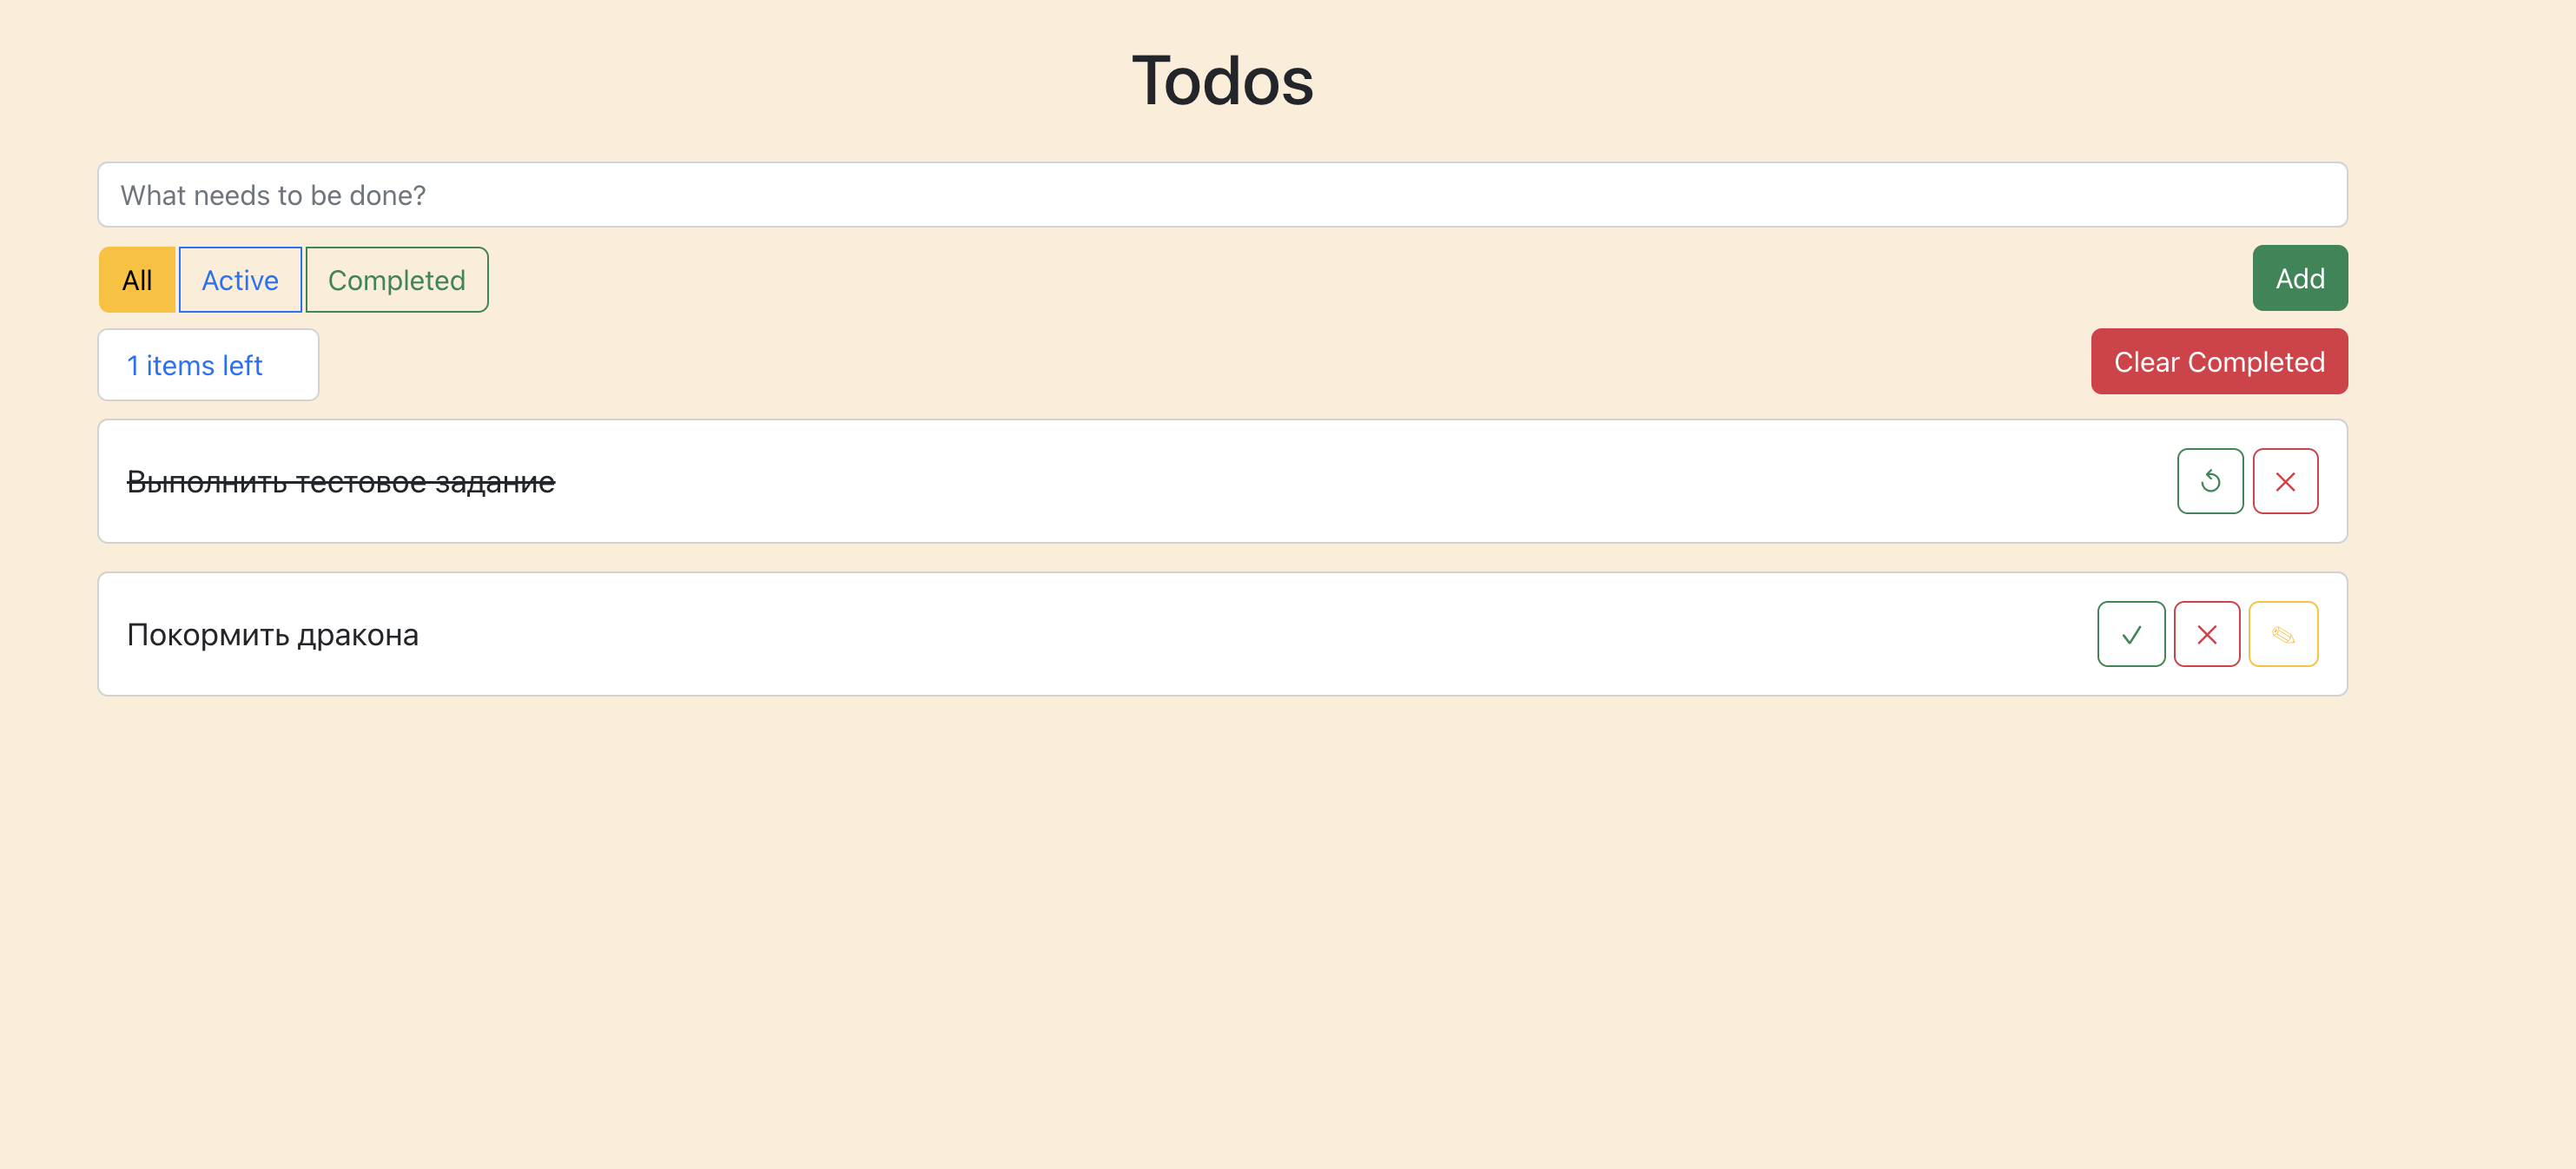 Todos
What needs to be done?
All Active Completed Add
1 items left Clear Completed
Выполнить тестовое задание
Покормить дракона